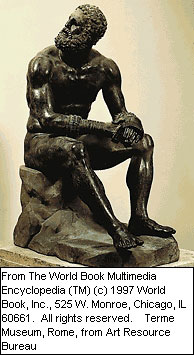 From The World Book Multimedia
Encyclopedia (TM) (c) 1997 World
Book, Inc., 525 W. Monroe, Chicago, IL
60661.  All rights reserved.    Terme
Museum, Rome, from Art Resource
Bureau